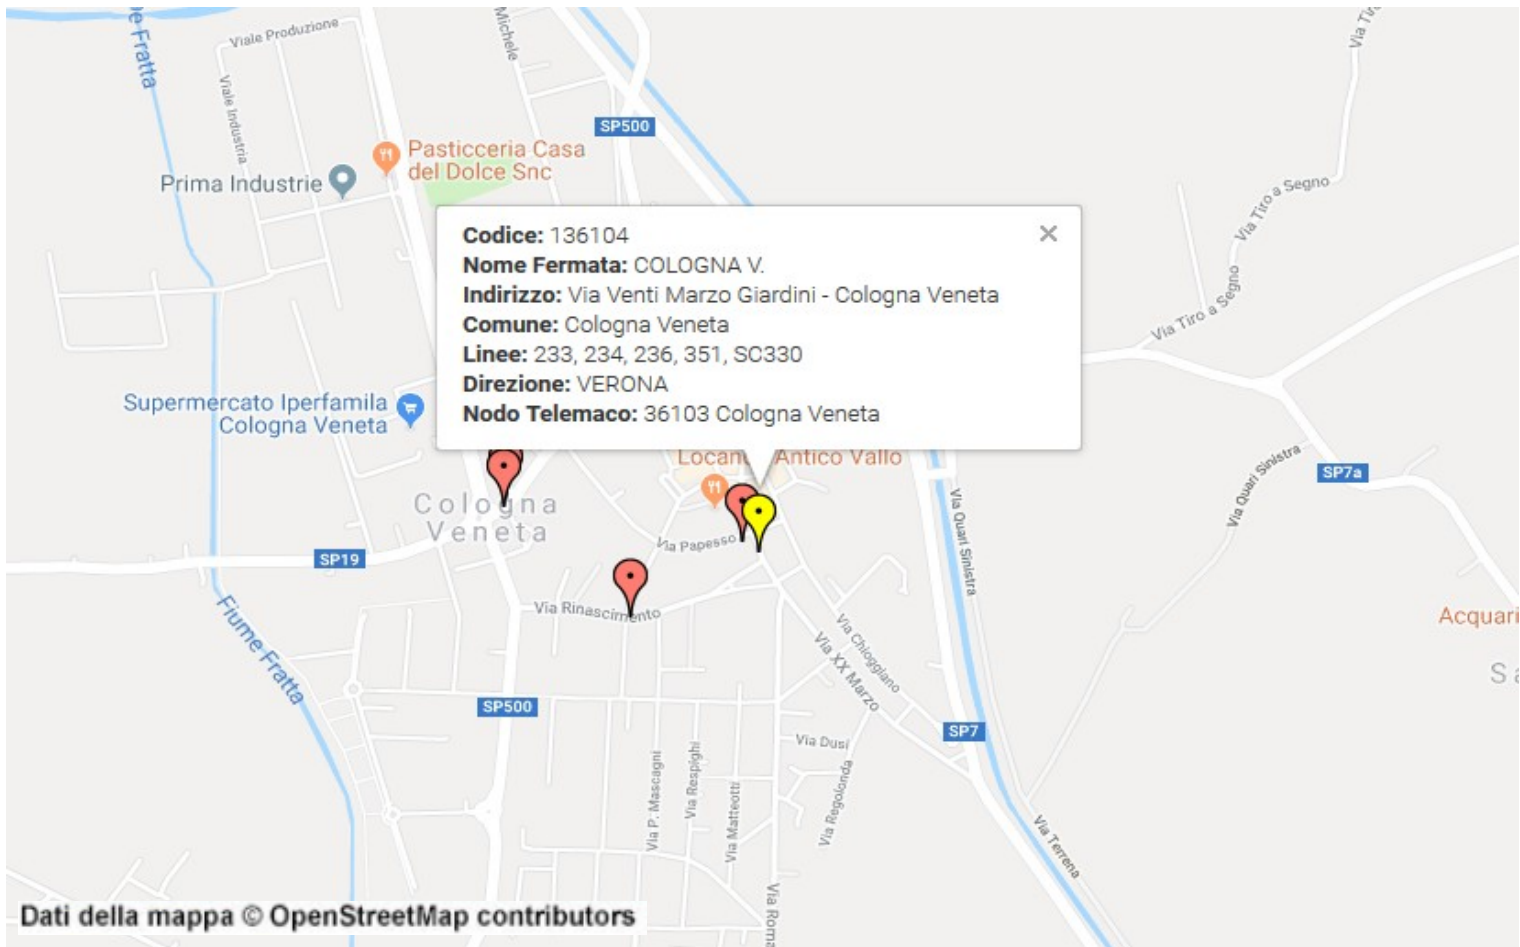 Fratta
Viale Produzione
Michele
Viale Industria
SP500
Via Tiro a Segno
Pasticceria Casa
del Dolce Snc
Prima Industrie
Via Tiro a Segno
Codice: 136104
Nome Fermata: COLOGNA V.
Indirizzo: Via Venti Marzo Giardini - Cologna Veneta
Comune: Cologna Veneta
Linee: 233, 234, 236, 351, SC330
Direzione: VERONA
Nodo Telemaco: 36103 Cologna Veneta
Via Tiro a Segno
Supermercato Iperfamila
Cologna Veneta
Antico Vallo
Via Quari Sinistra
SP7a
Cologna
Veneta
Via Quari Sinistra
Via Papesso
SP19
Via Rinascimento
Fiume Fratta
Via Chioggiano
Via XX Marzo
SP500
SP7
Via Dusi
Via P. Mascagni
Via Respighi
Via Matteotti
Via Regolonda
Via Terrena
Via Roma
Dati della mappa © OpenStreetMap contributors